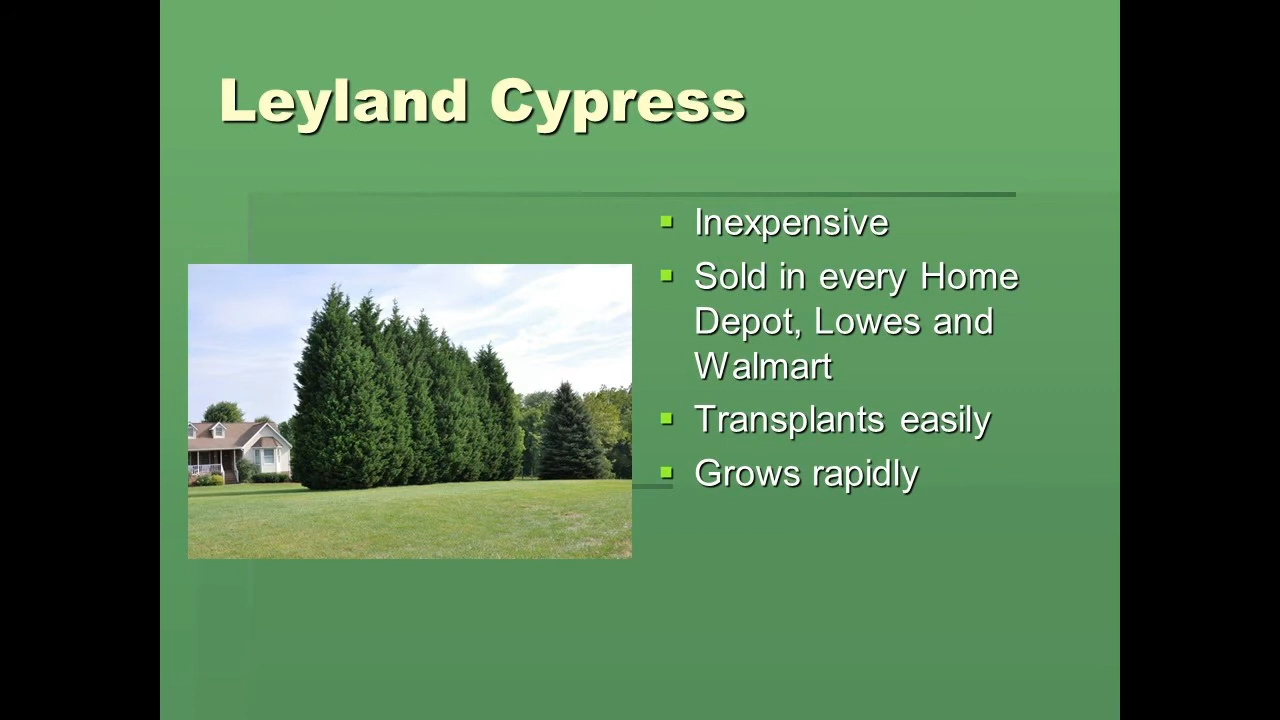 Leyland Cypress
Inexpensive
Sold in every Home
Depot, Lowes and
Walmart
Transplants easily
Grows rapidly